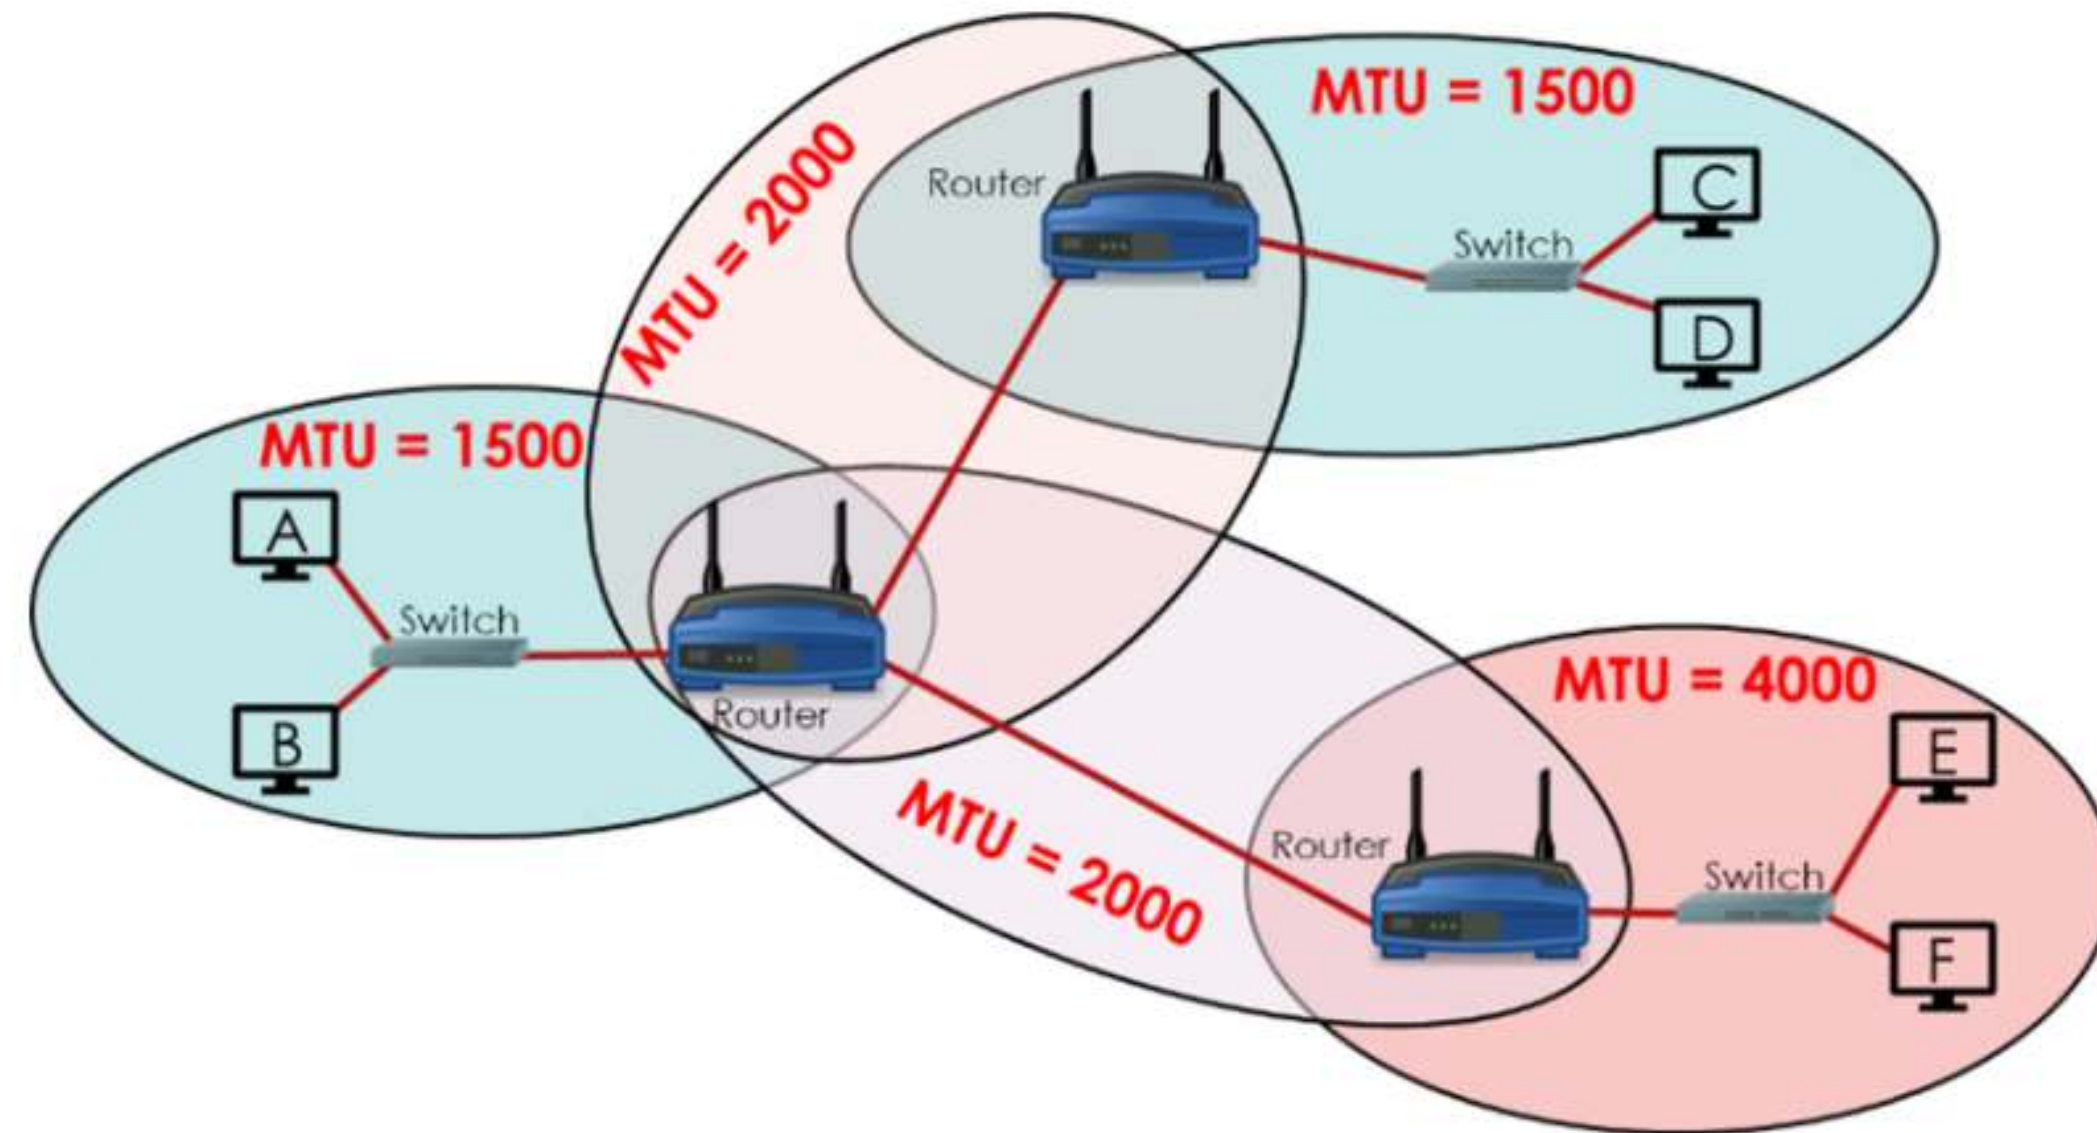 MTU = 1500
MTU = 2000
Router
C
Switch
D
MTU = 1500
A
Switch
Router
B
MTU = 2000
MTU = 4000
Router
E
Switch
F